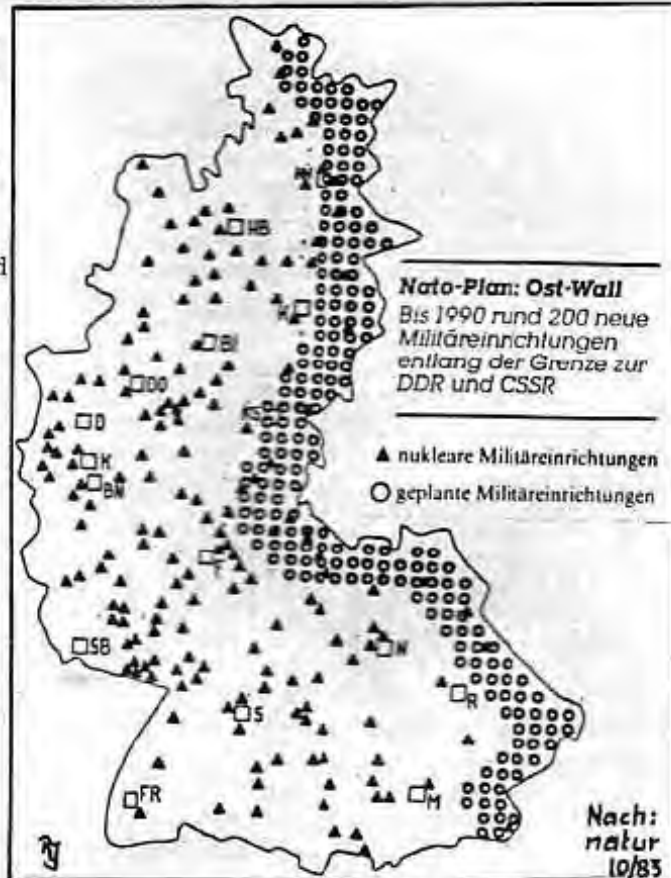 HH
HB
Nato-Plan: Ost-Wall
Bis 1990 rund 200 neue
Militäreinrichtungen
entlang der Grenze zur
DDR und CSSR
H
BI
DO
D
K
BN
▲ nukleare Militäreinrichtungen
○ geplante Militäreinrichtungen
F
SB
N
R
S
FR
M
Nach:
natur
10/83